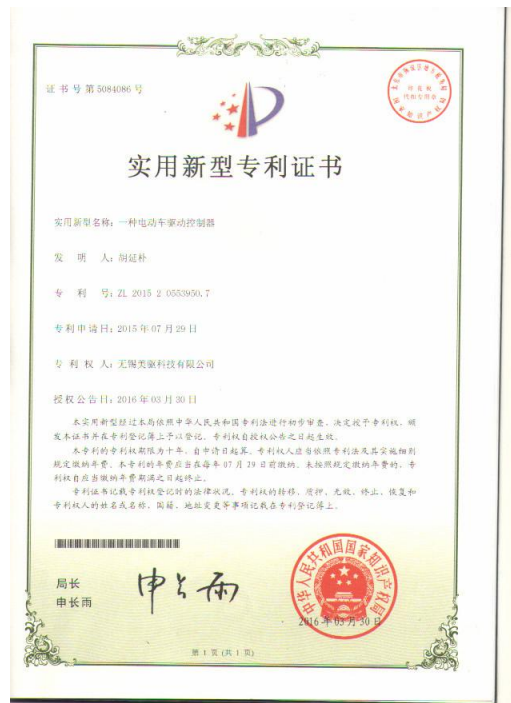 证书号第5084086号
实用新型专利证书
实用新型名称：一种电动车驱动控制器
发 明 人：胡延朴
专 利 号：ZL 2015 2 0553950.7
专利申请日：2015年07月29日
专 利 权 人：无锡美驱科技有限公司
授权公告日：2016年03月30日
本实用新型经过本局依照中华人民共和国专利法进行初步审查，决定授予专利权，颁
发本证书并在专利登记簿上予以登记。专利权自授权公告之日起生效。
本专利的专利权期限为十年，自申请日起算。专利权人应当依照专利法及其实施细则
规定缴纳年费。本专利的年费应当在每年07月29日前缴纳。未按照规定缴纳年费的，专
利权自应当缴纳年费期满之日起终止。
专利证书记载专利权登记时的法律状况。专利权的转移、质押、无效、终止、恢复和
专利权人的姓名或名称、国籍、地址变更等事项记载在专利登记簿上。
局长
申长雨
申长雨
中华人民共和国国家知识产权局
2016年03月30日
第1页（共1页）